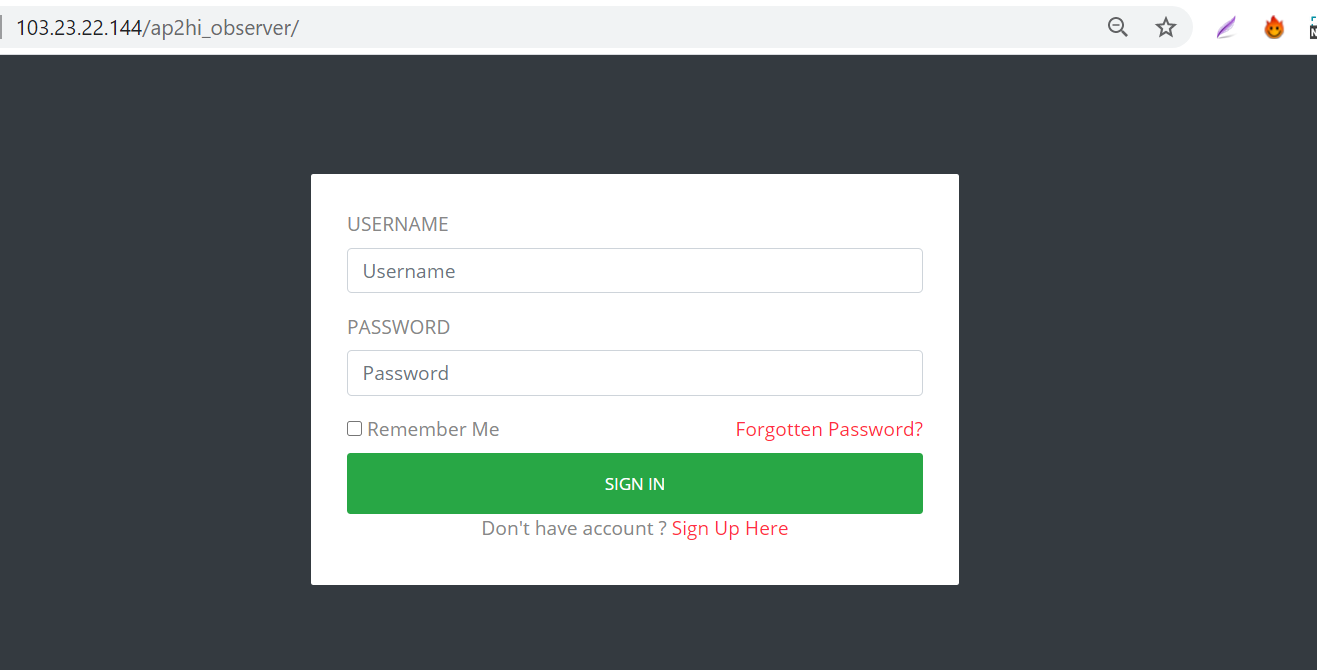 103.23.22.144/ap2hi_observer/
USERNAME
Username
PASSWORD
Password
Remember Me Forgotten Password?
SIGN IN
Don't have account ? Sign Up Here